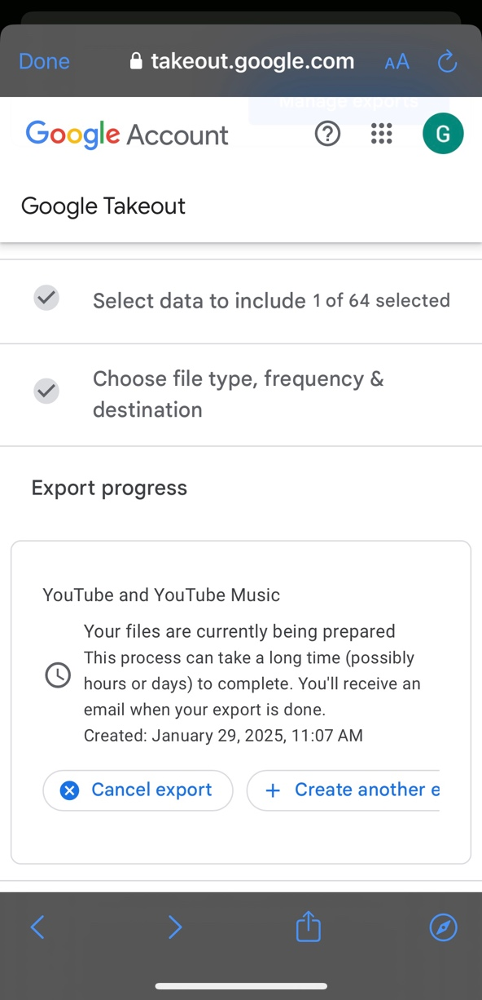 Done
takeout.google.com
AA
Manage exports
Google Account
G
Google Takeout
Select data to include 1 of 64 selected
Choose file type, frequency &
destination
Export progress
YouTube and YouTube Music
Your files are currently being prepared
This process can take a long time (possibly
hours or days) to complete. You'll receive an
email when your export is done.
Created: January 29, 2025, 11:07 AM
Cancel export
+ Create another e